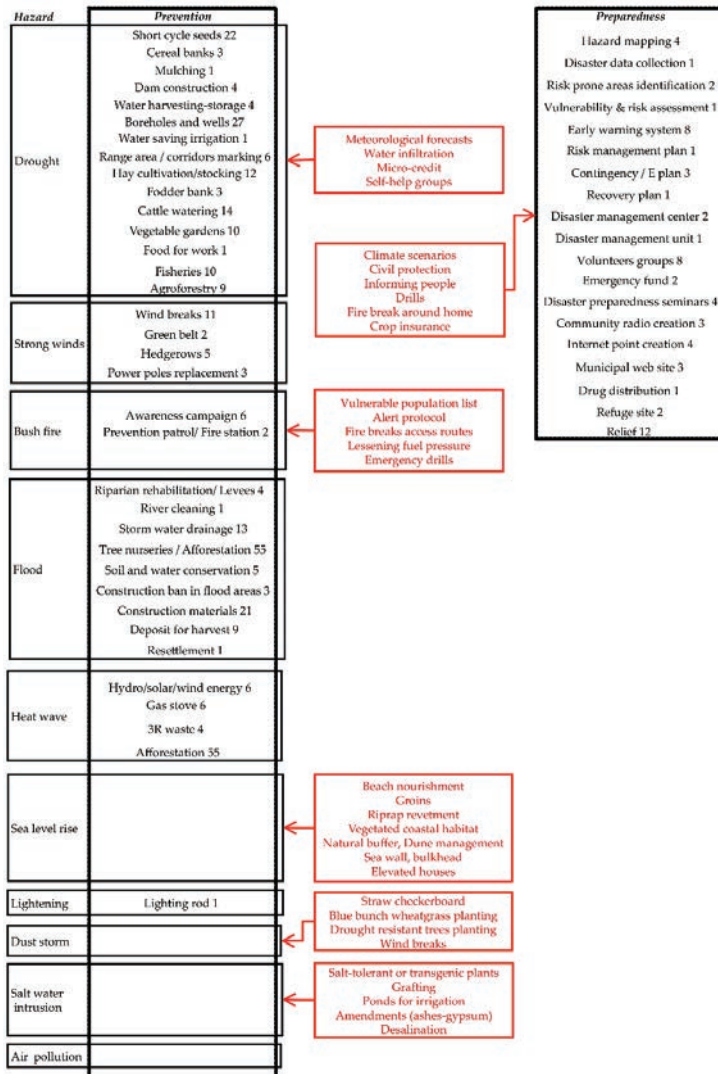 Hazard
Prevention
Drought
Short cycle seeds 22
Cereal banks 3
Mulching 1
Dam construction 4
Water harvesting-storage 4
Boreholes and wells 27
Water saving irrigation 1
Range area / corridors marking 6
Hay cultivation/stocking 12
Fodder bank 3
Cattle watering 14
Vegetable gardens 10
Food for work 1
Fisheries 10
Agroforestry 9
Strong winds
Wind breaks 11
Green belt 2
Hedgerows 5
Power poles replacement 3
Bush fire
Awareness campaign 6
Prevention patrol/ Fire station 2
Flood
Riparian rehabilitation/ Levees 4
River cleaning 1
Storm water drainage 13
Tree nurseries / Afforestation 55
Soil and water conservation 5
Construction ban in flood areas 3
Construction materials 21
Deposit for harvest 9
Resettlement 1
Heat wave
Hydro/solar/wind energy 6
Gas stove 6
3R waste 4
Afforestation 55
Sea level rise
Lightening
Lighting rod 1
Dust storm
Salt water
intrusion
Air pollution
Meteorological forecasts
Water infiltration
Micro-credit
Self-help groups
Climate scenarios
Civil protection
Informing people
Drills
Fire break around home
Crop insurance
Vulnerable population list
Alert protocol
Fire breaks access routes
Lessening fuel pressure
Emergency drills
Beach nourishment
Groins
Riprap revetment
Vegetated coastal habitat
Natural buffer, Dune management
Sea wall, bulkhead
Elevated houses
Straw checkerboard
Blue bunch wheatgrass planting
Drought resistant trees planting
Wind breaks
Salt-tolerant or transgenic plants
Grafting
Ponds for irrigation
Amendments (ashes-gypsum)
Desalination
Preparedness
Hazard mapping 4
Disaster data collection 1
Risk prone areas identification 2
Vulnerability & risk assessment 1
Early warning system 8
Risk management plan 1
Contingency / E plan 3
Recovery plan 1
Disaster management center 2
Disaster management unit 1
Volunteers groups 8
Emergency fund 2
Disaster preparedness seminars 4
Community radio creation 3
Internet point creation 4
Municipal web site 3
Drug distribution 1
Refuge site 2
Relief 12